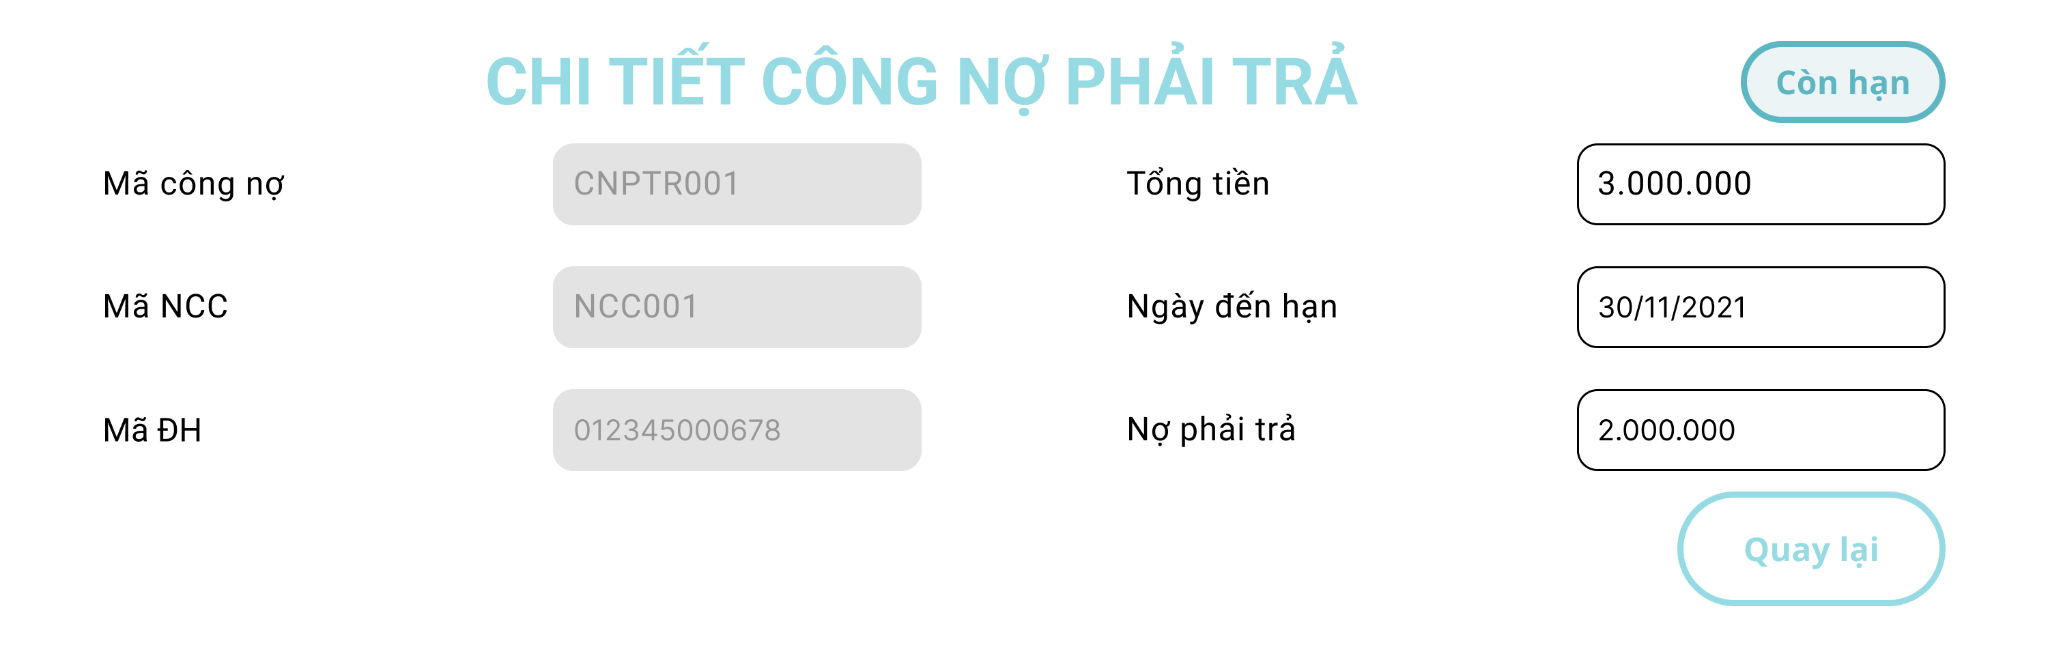 CHI TIẾT CÔNG NỢ PHẢI TRẢ
Còn hạn
Mã công nợ
CNPTR001
Tổng tiền
3.000.000
Mã NCC
NCC001
Ngày đến hạn
30/11/2021
Mã ĐH
012345000678
Nợ phải trả
2.000.000
Quay lại